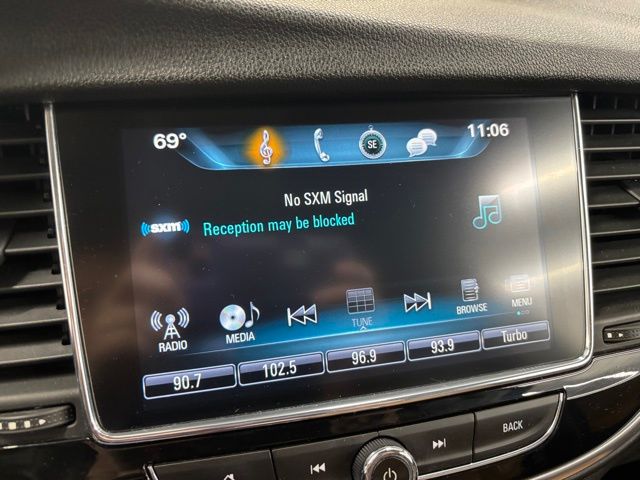 69°
SE
11:06
No SXM Signal
sxm
Reception may be blocked
RADIO
MEDIA
TUNE
BROWSE
MENU
90.7
102.5
96.9
93.9
Turbo
BACK